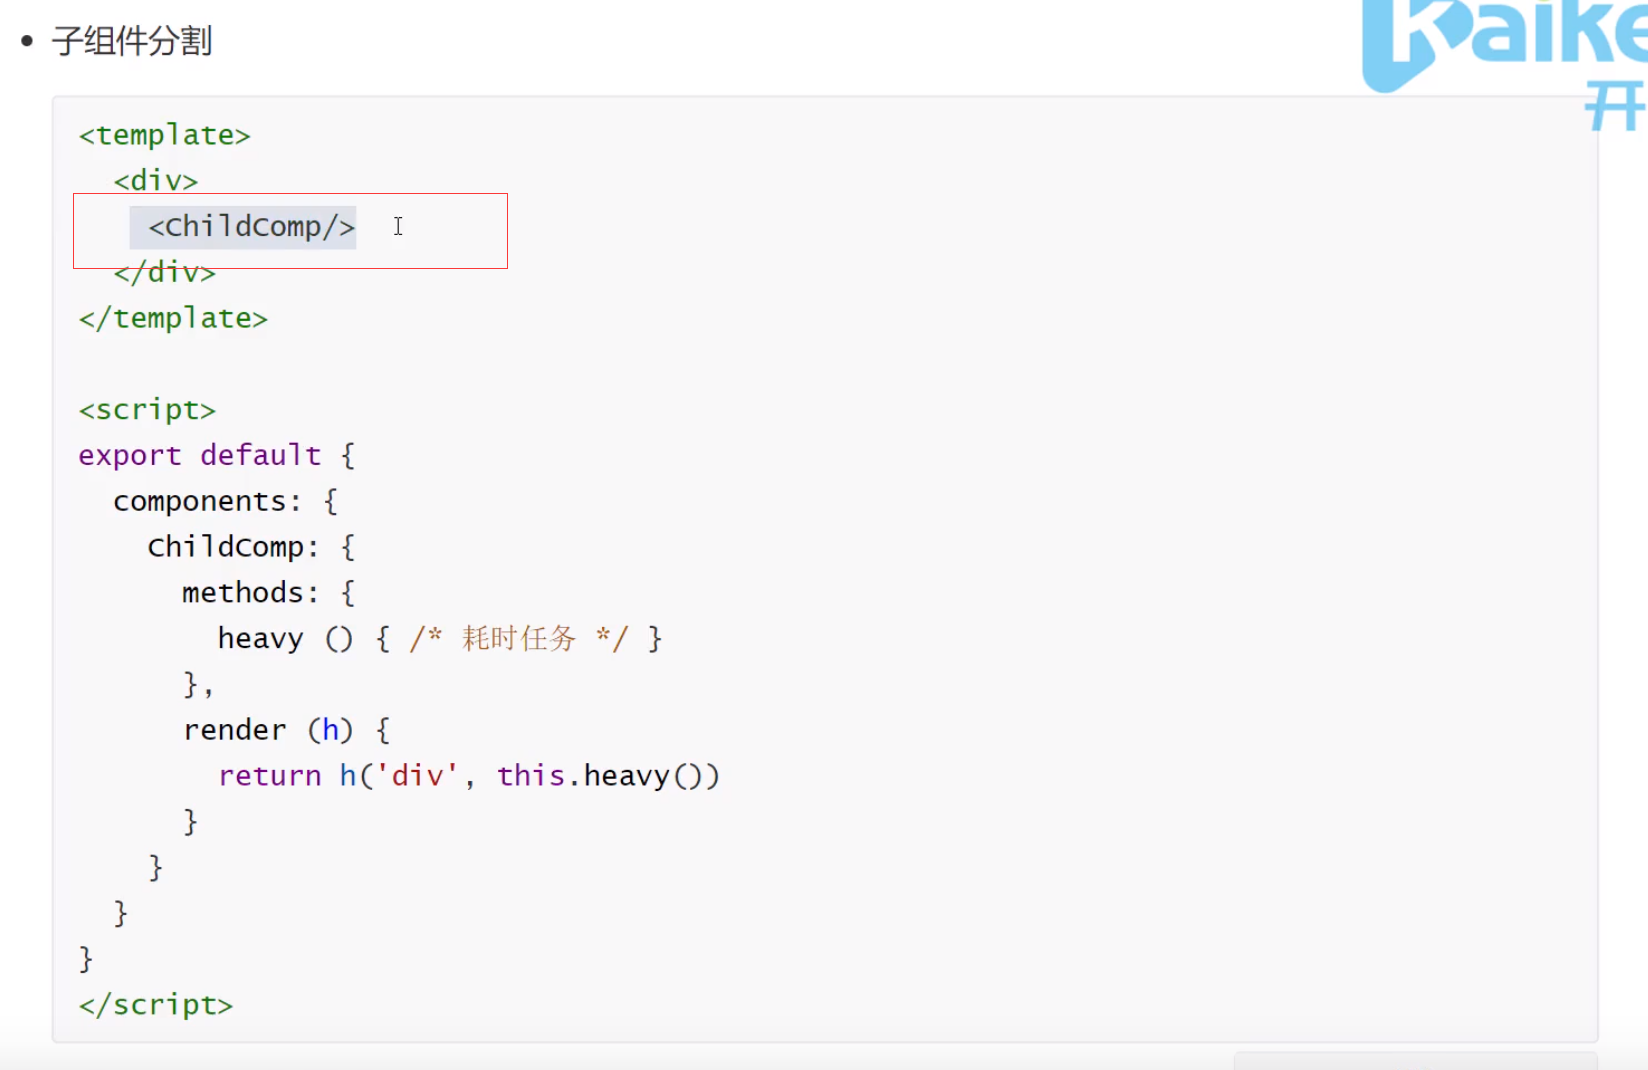 子组件分割
kaike
开
<template>
  <div>
    <ChildComp/>
  </div>
</template>

<script>
export default {
  components: {
    ChildComp: {
      methods: {
        heavy () { /* 耗时任务 */ }
      },
      render (h) {
        return h('div', this.heavy())
      }
    }
  }
}
</script>